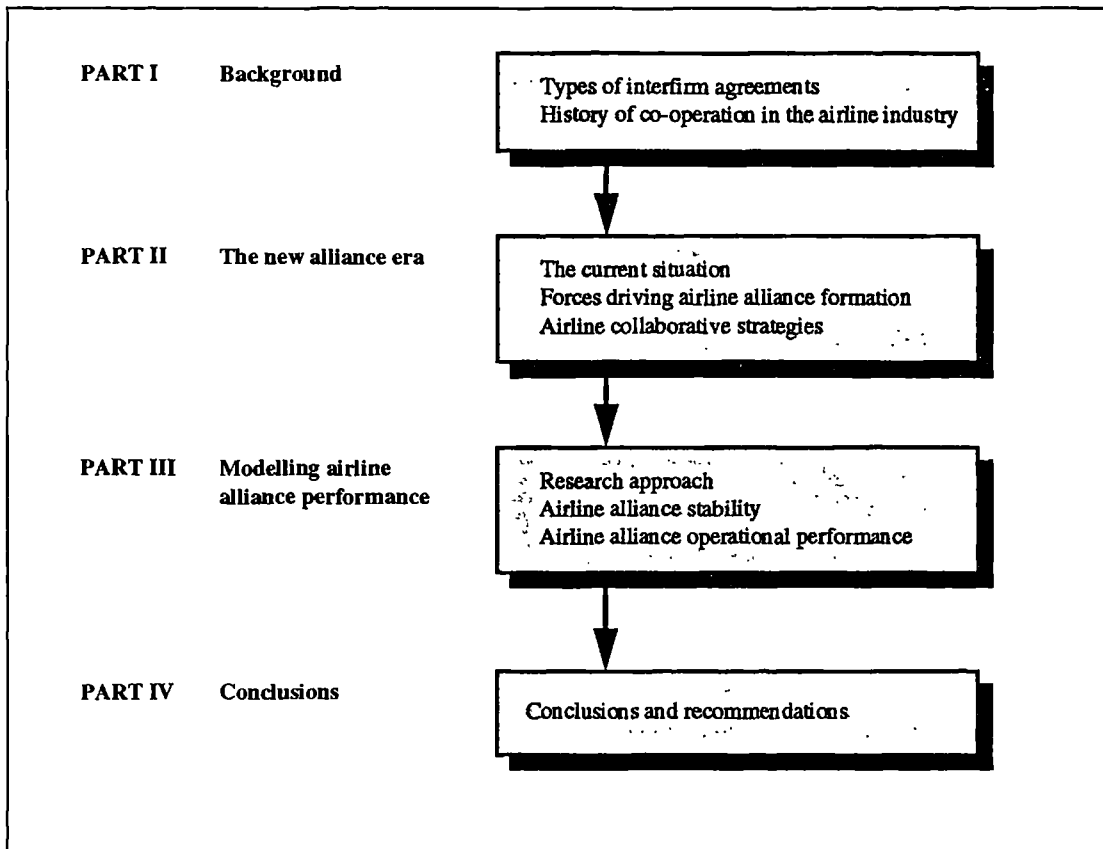 PART I Background
Types of interfirm agreements
History of co-operation in the airline industry
PART II The new alliance era
The current situation
Forces driving airline alliance formation
Airline collaborative strategies
PART III Modelling airline
alliance performance
Research approach
Airline alliance stability
Airline alliance operational performance
PART IV Conclusions
Conclusions and recommendations